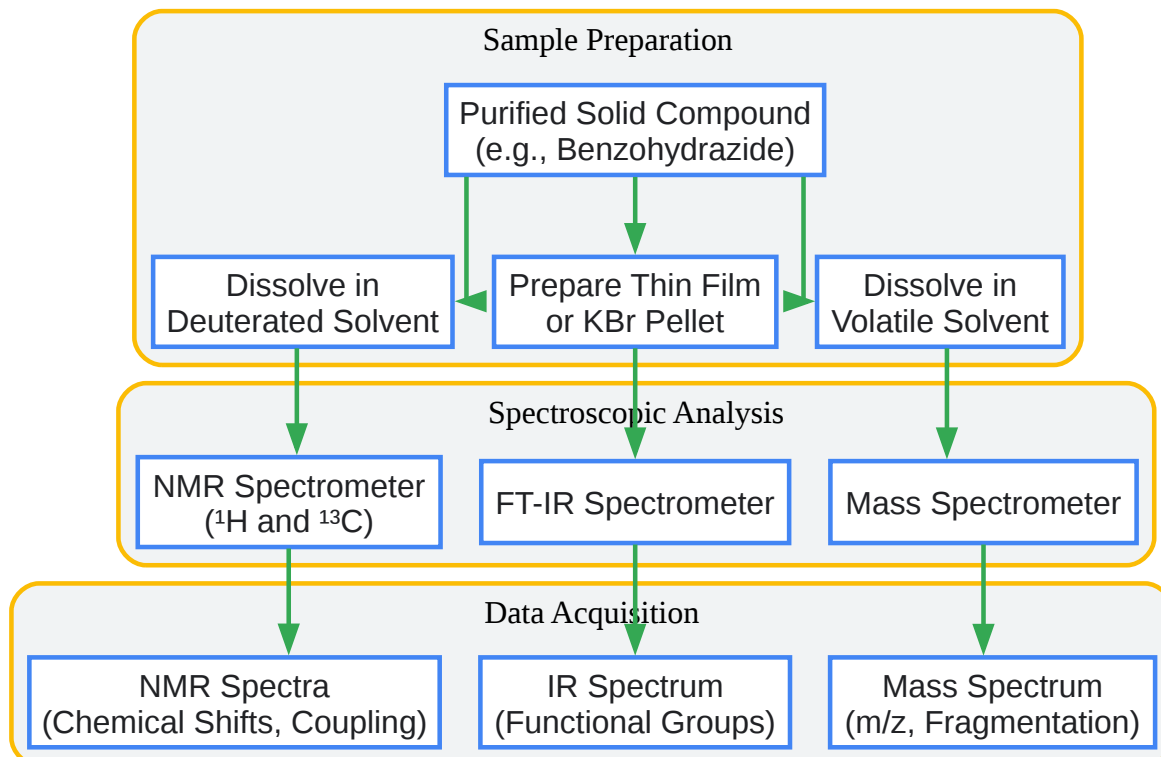 Sample Preparation
Purified Solid Compound
(e.g., Benzohydrazide)
Dissolve in
Deuterated Solvent
Prepare Thin Film
or KBr Pellet
Dissolve in
Volatile Solvent
Spectroscopic Analysis
NMR Spectrometer
(¹H and ¹³C)
FT-IR Spectrometer
Mass Spectrometer
Data Acquisition
NMR Spectra
(Chemical Shifts, Coupling)
IR Spectrum
(Functional Groups)
Mass Spectrum
(m/z, Fragmentation)